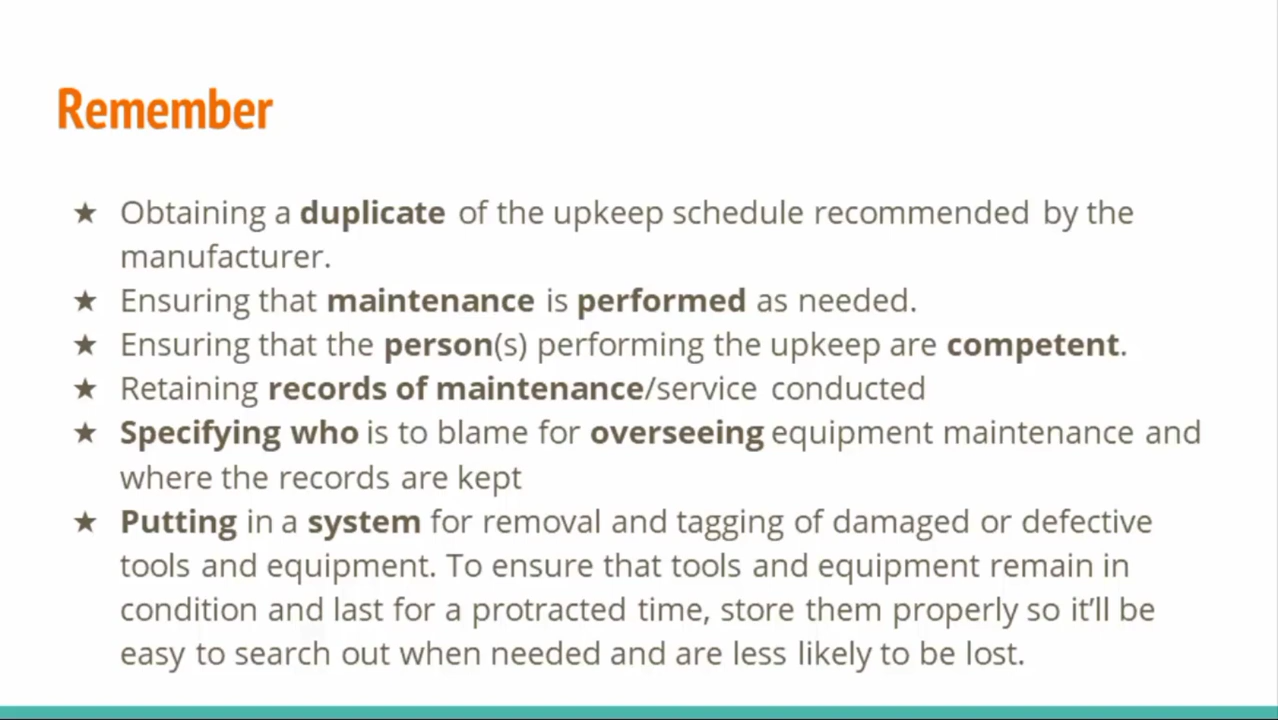 Remember
★ Obtaining a duplicate of the upkeep schedule recommended by the
manufacturer.
★ Ensuring that maintenance is performed as needed.
★ Ensuring that the person(s) performing the upkeep are competent.
★ Retaining records of maintenance/service conducted
★ Specifying who is to blame for overseeing equipment maintenance and
where the records are kept
★ Putting in a system for removal and tagging of damaged or defective
tools and equipment. To ensure that tools and equipment remain in
condition and last for a protracted time, store them properly so it’ll be
easy to search out when needed and are less likely to be lost.